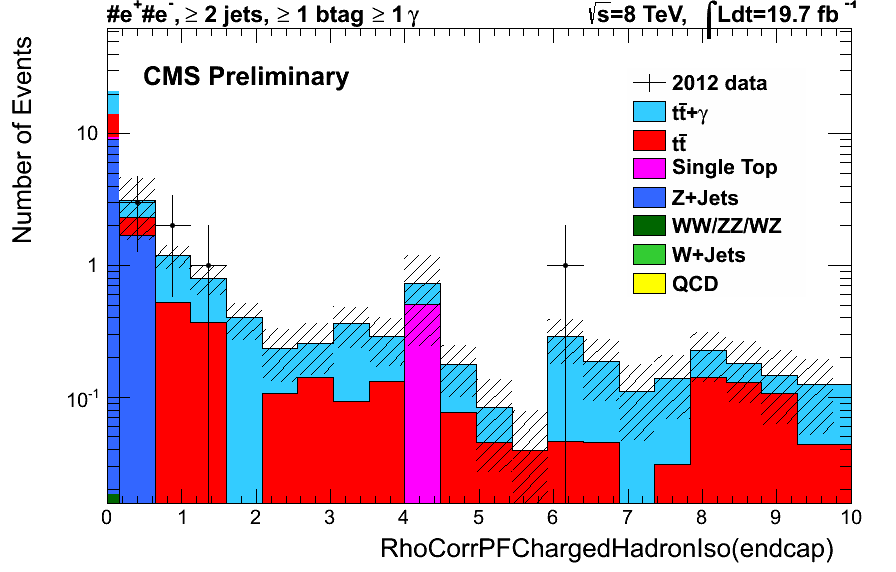 #e⁺#e⁻, ≥ 2 jets, ≥ 1 btag ≥ 1 γ √s=8 TeV, ∫Ldt=19.7 fb⁻¹
CMS Preliminary
2012 data
tt̄+γ
tt̄
Single Top
Z+Jets
WW/ZZ/WZ
W+Jets
QCD
Number of Events
10
1
10⁻¹
0 1 2 3 4 5 6 7 8 9 10
RhoCorrPFChargedHadronIso(endcap)